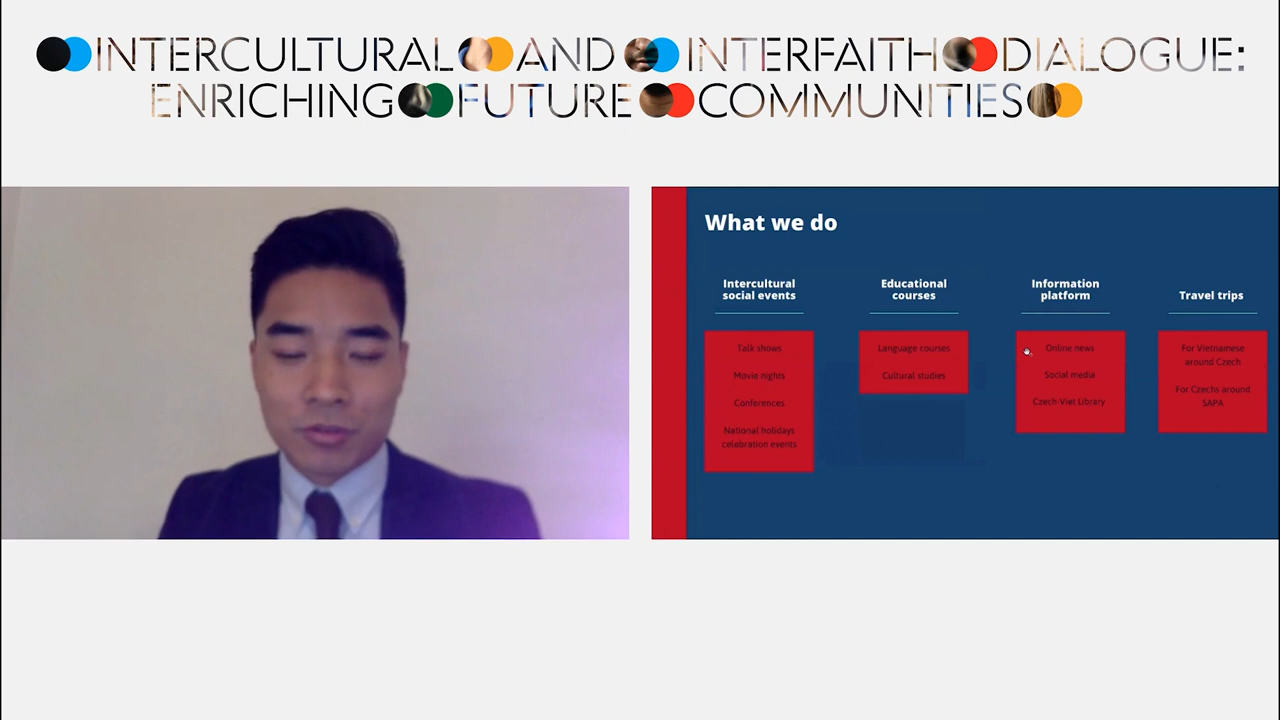 INTERCULTURAL AND INTERFAITH DIALOGUE:
ENRICHING FUTURE COMMUNITIES
What we do
Intercultural
social events
Talk shows
Movie nights
Conferences
National holidays
celebration events
Educational
courses
Language courses
Cultural studies
Information
platform
Online news
Social media
Czech-Viet Library
Travel trips
For Vietnamese
around Czech
For Czechs around
SAPA